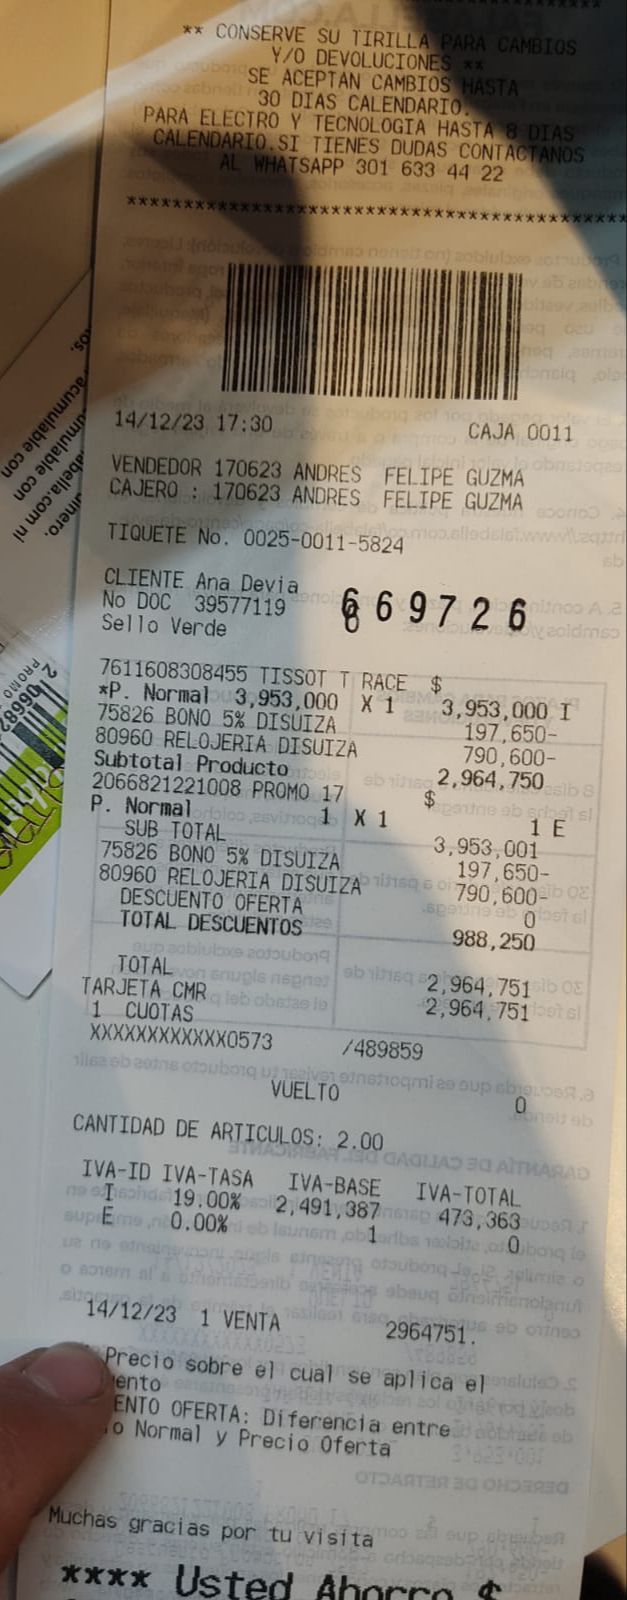 ** CONSERVE SU TIRILLA PARA CAMBIOS
Y/O DEVOLUCIONES **
SE ACEPTAN CAMBIOS HASTA
30 DIAS CALENDARIO.
PARA ELECTRO Y TECNOLOGIA HASTA 8 DIAS
CALENDARIO.SI TIENES DUDAS CONTACTANOS
AL WHATSAPP 301 633 44 22
14/12/23 17:30 CAJA 0011
VENDEDOR 170623 ANDRES FELIPE GUZMA
CAJERO : 170623 ANDRES FELIPE GUZMA
TIQUETE No. 0025-0011-5824
CLIENTE Ana Devia
No DOC 39577119 669726
Sello Verde
7611608308455 TISSOT T RACE $
*P. Normal 3,953,000 X 1 3,953,000 I
75826 BONO 5% DISUIZA 197,650-
80960 RELOJERIA DISUIZA 790,600-
Subtotal Producto 2,964,750
2066821221008 PROMO 17 $
P. Normal 1 X 1 1 E
SUB TOTAL 3,953,001
75826 BONO 5% DISUIZA 197,650-
80960 RELOJERIA DISUIZA 790,600-
DESCUENTO OFERTA 0
TOTAL DESCUENTOS 988,250
TOTAL 2,964,751
TARJETA CMR 2,964,751
1 CUOTAS
XXXXXXXXXXXX0573 /489859
VUELTO 0
CANTIDAD DE ARTICULOS: 2.00
IVA-ID IVA-TASA IVA-BASE IVA-TOTAL
I 19.00% 2,491,387 473,363
E 0.00% 1 0
14/12/23 1 VENTA 2964751.
Precio sobre el cual se aplica el
ento
ENTO OFERTA: Diferencia entre
o Normal y Precio Oferta
Muchas gracias por tu visita
**** Usted Ahorro $